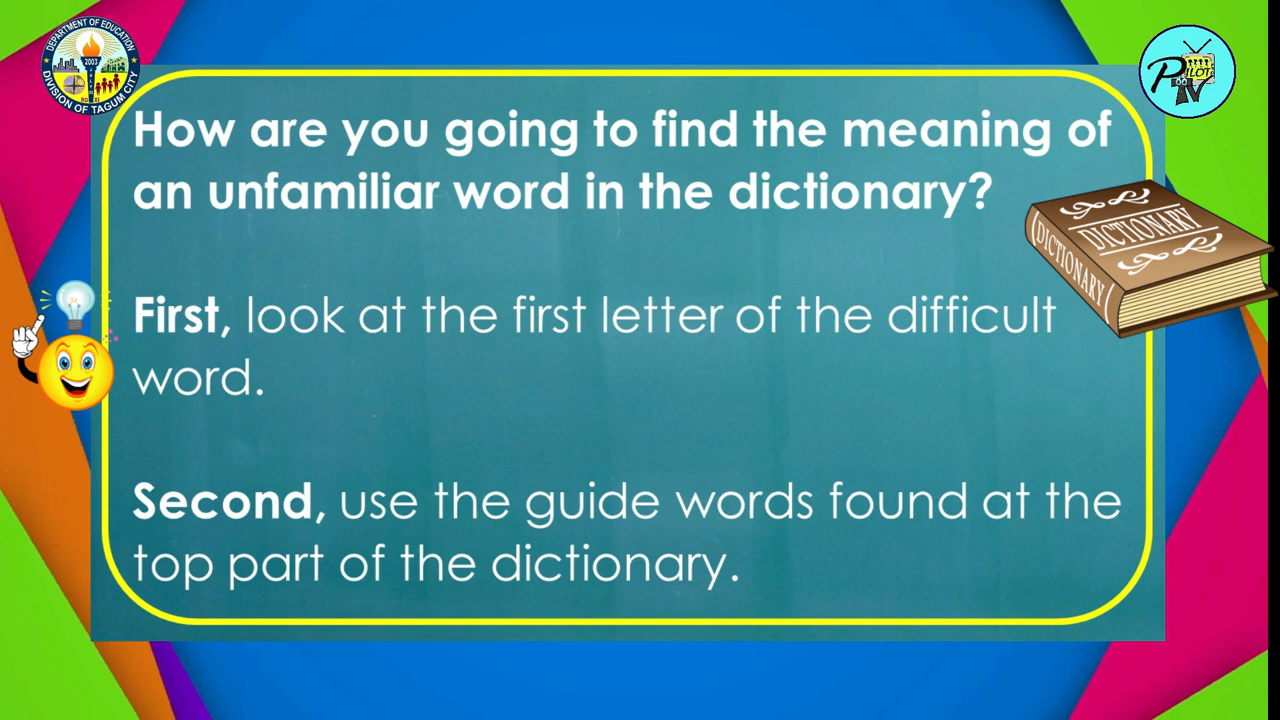 DEPARTMENT OF EDUCATION
2003
DIVISION OF TAGUM CITY
PILOT
TV
How are you going to find the meaning of
an unfamiliar word in the dictionary?
DICTIONARY
DICTIONARY
First, look at the first letter of the difficult
word.
Second, use the guide words found at the
top part of the dictionary.